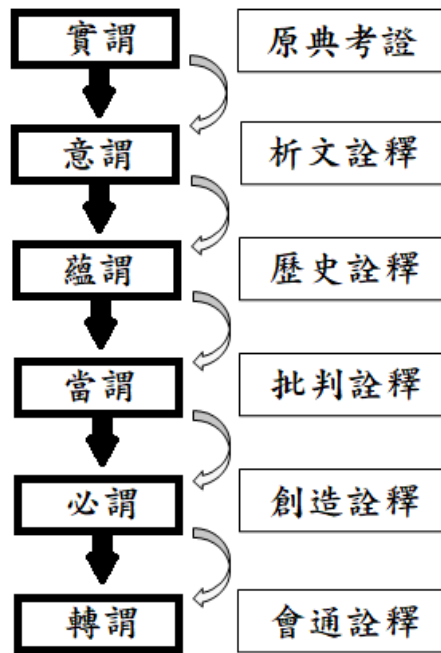 實謂 原典考證
意謂 析文詮釋
蘊謂 歷史詮釋
當謂 批判詮釋
必謂 創造詮釋
轉謂 會通詮釋